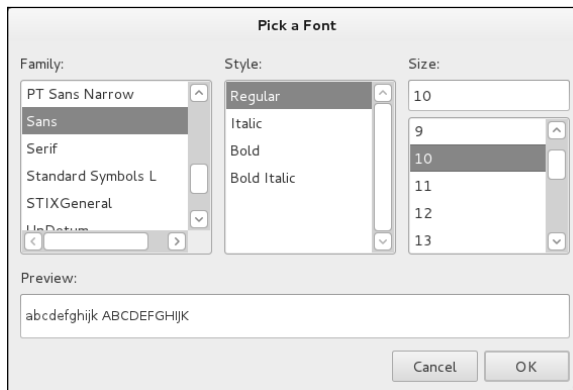 Pick a Font
Family:
PT Sans Narrow
Sans
Serif
Standard Symbols L
STIXGeneral
UnDotum
Style:
Regular
Italic
Bold
Bold Italic
Size:
10
9
10
11
12
13
Preview:
abcdefghijk ABCDEFGHIJK
Cancel
OK